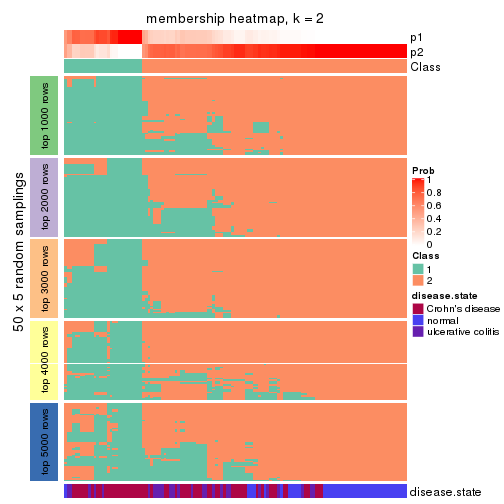 membership heatmap, k = 2
p1
p2
Class
50 x 5 random samplings
top 1000 rows
top 2000 rows
top 3000 rows
top 4000 rows
top 5000 rows
Prob
1
0.8
0.6
0.4
0.2
0
Class
1
2
disease.state
Crohn's disease
normal
ulcerative colitis
disease.state